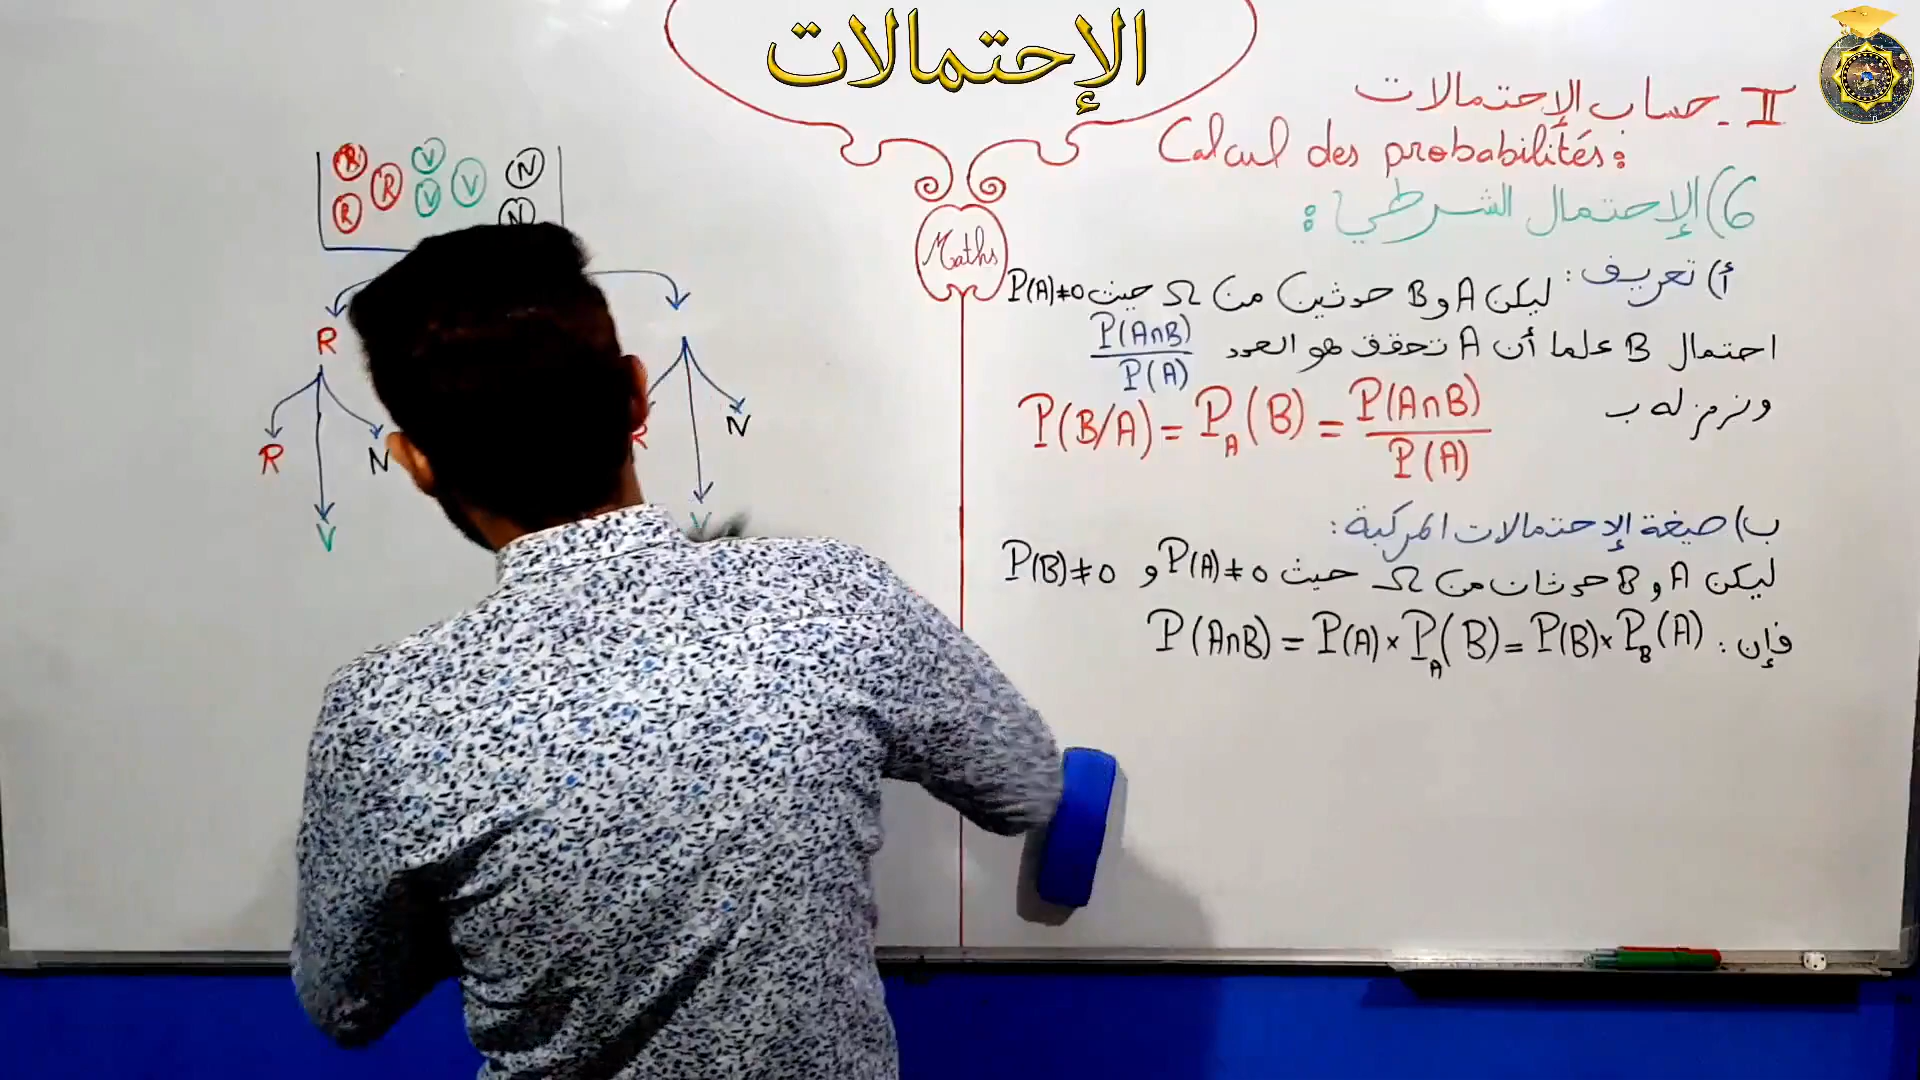 الإحتمالات
II - حساب الإحتمالات
Calcul des probabilités:
6) الإحتمال الشرطي:
أ) تعريف: ليكن A و B حدثين من Ω حيث P(A)≠0
احتمال B علما أن A تحقق هو العدد P(A∩B)/P(A)
ونرمز له ب
P(B/A) = P_A(B) = P(A∩B)/P(A)
ب) صيغة الإحتمالات المركبة:
ليكن A و B حدثان من Ω حيث P(A)≠0 و P(B)≠0
فإن: P(A∩B) = P(A)×P_A(B) = P(B)×P_B(A)
Maths
R R R V V V N N
R
R V N
R V N